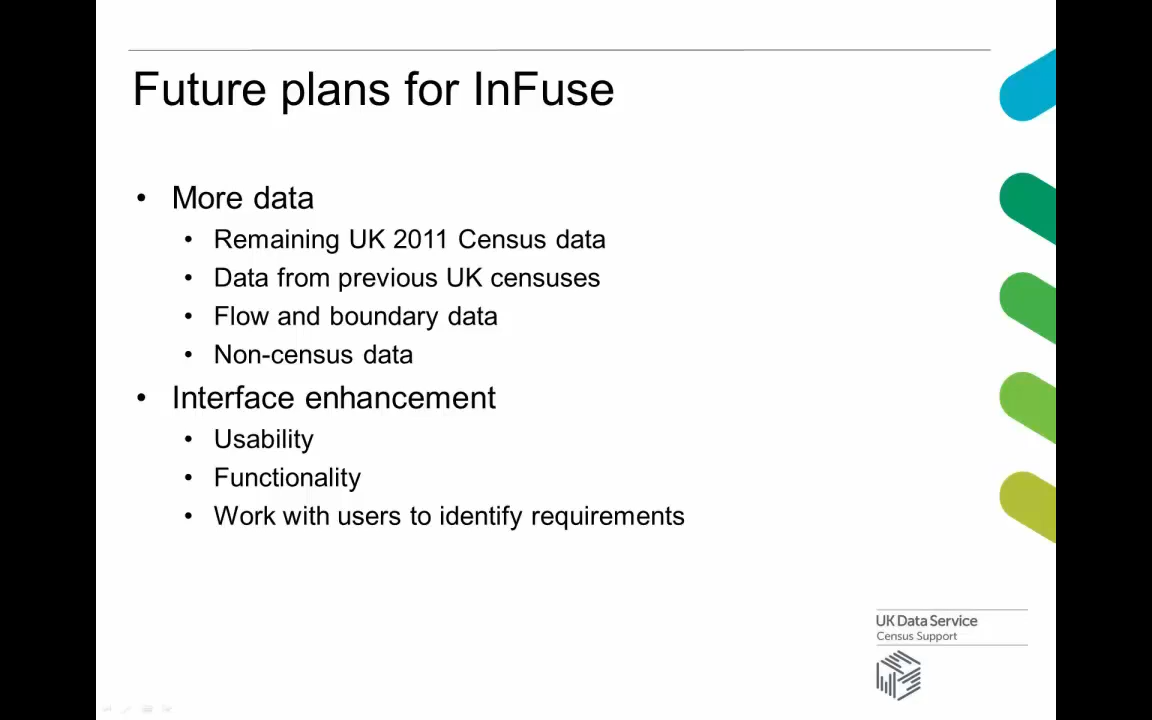 Future plans for InFuse
• More data
• Remaining UK 2011 Census data
• Data from previous UK censuses
• Flow and boundary data
• Non-census data
• Interface enhancement
• Usability
• Functionality
• Work with users to identify requirements
UK Data Service
Census Support